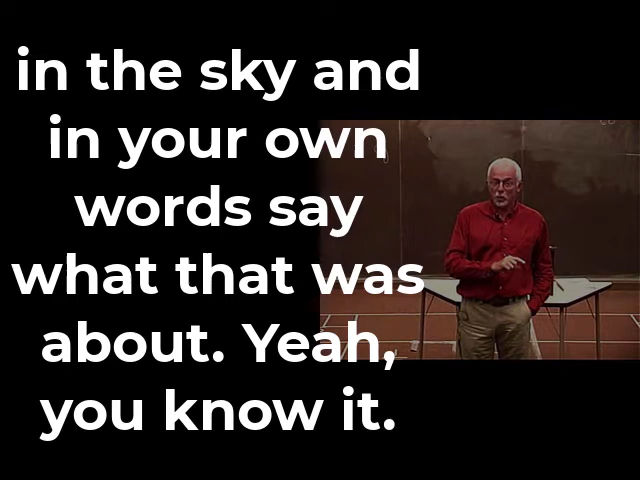 in the sky and
in your own
words say
what that was
about. Yeah,
you know it.